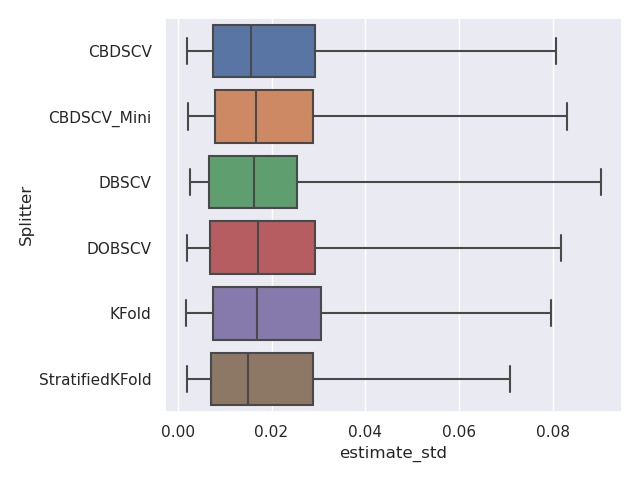 CBDSCV
CBDSCV_Mini
DBSCV
DOBSCV
KFold
StratifiedKFold
Splitter
0.00 0.02 0.04 0.06 0.08
estimate_std